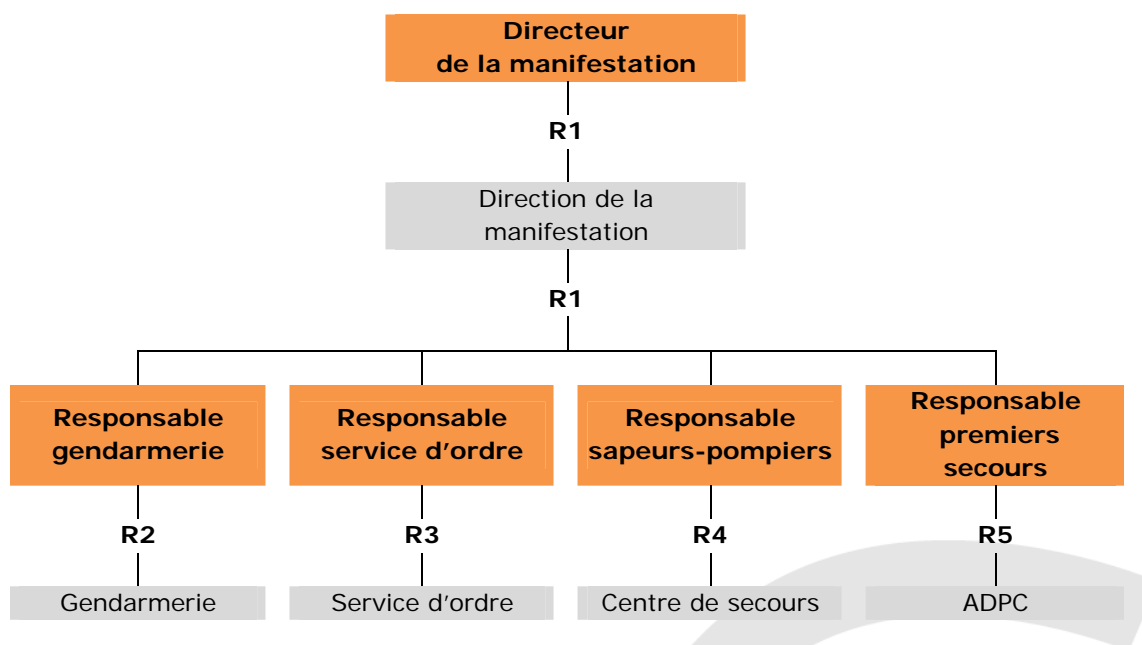 Directeur
de la manifestation
R1
Direction de la
manifestation
R1
Responsable
gendarmerie
Responsable
service d'ordre
Responsable
sapeurs-pompiers
Responsable
premiers
secours
R2
R3
R4
R5
Gendarmerie
Service d'ordre
Centre de secours
ADPC